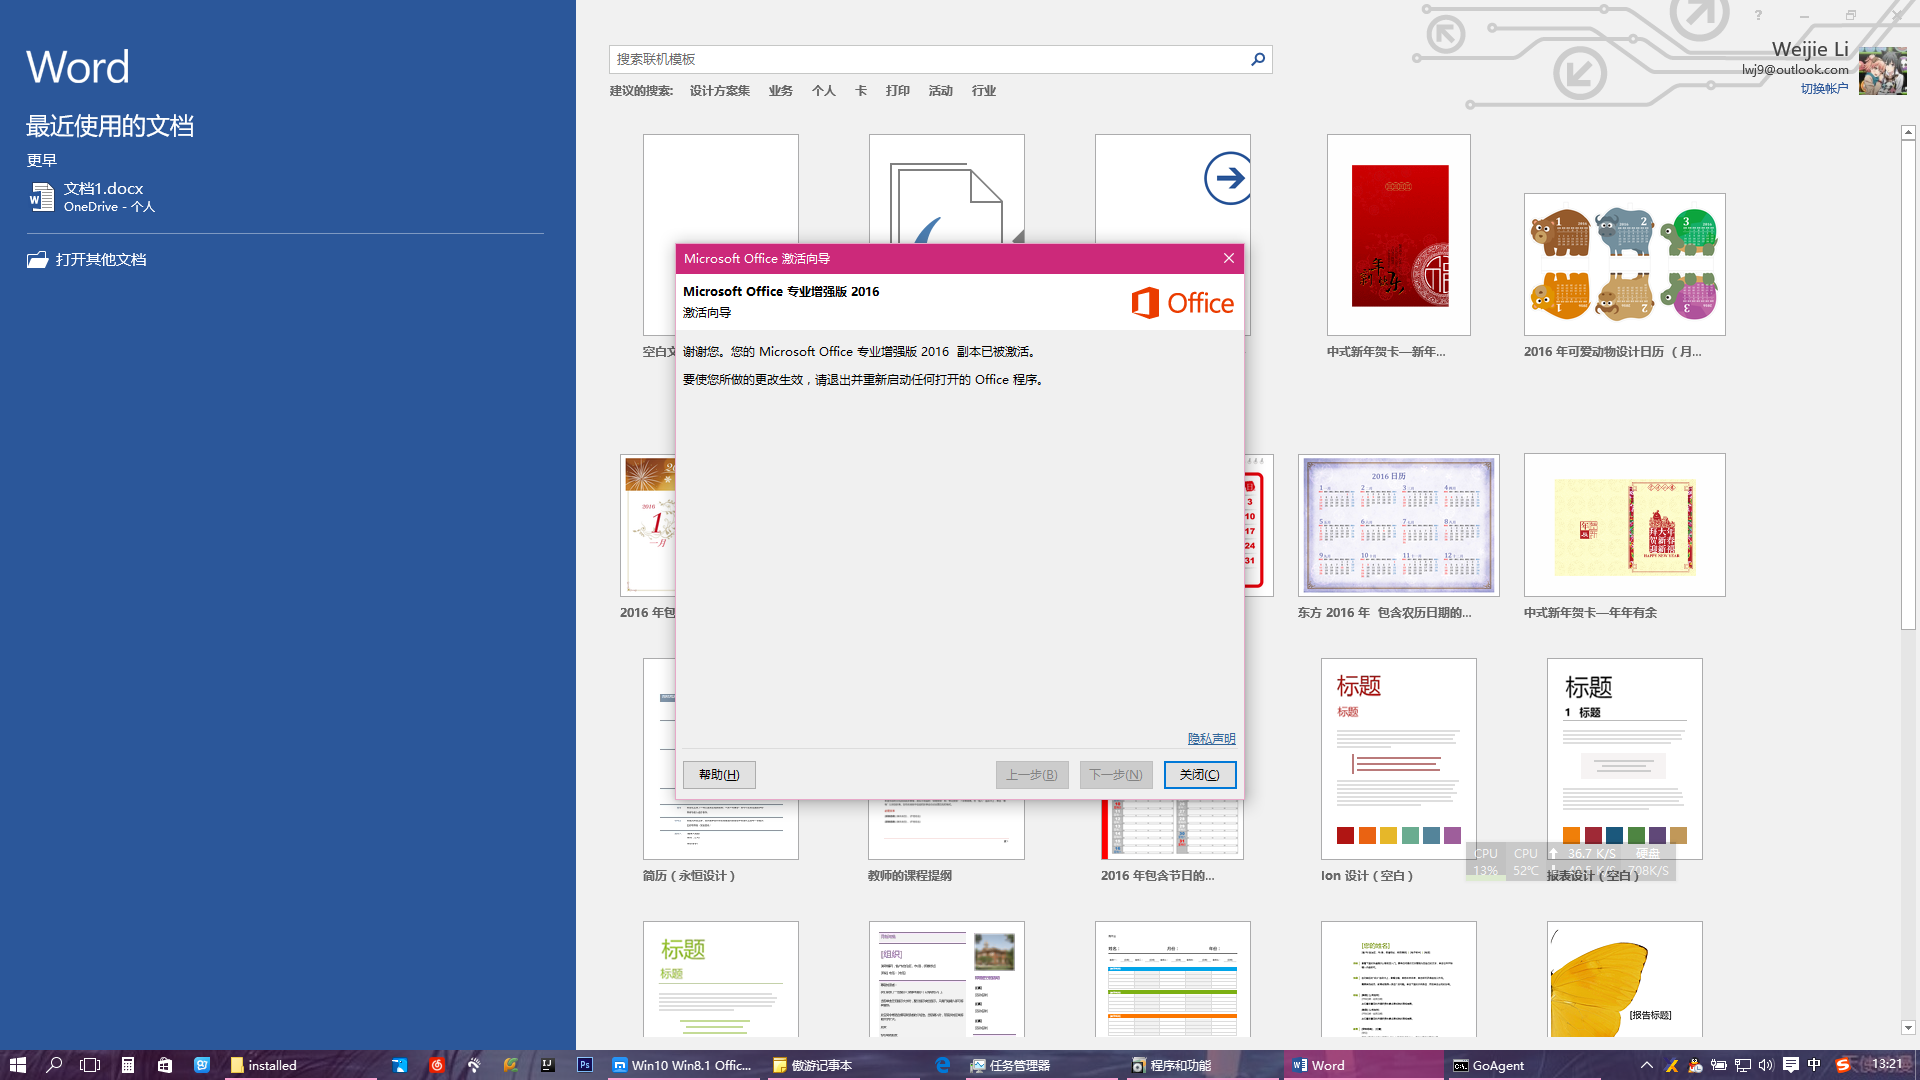 Word
最近使用的文档
更早
文档1.docx
OneDrive - 个人
打开其他文档
搜索联机模板
建议的搜索: 设计方案集 业务 个人 卡 打印 活动 行业
Weijie Li
lwj9@outlook.com
切换帐户
Microsoft Office 激活向导
Microsoft Office 专业增强版 2016
激活向导
Office
谢谢您。您的 Microsoft Office 专业增强版 2016 副本已被激活。
要使您所做的更改生效，请退出并重新启动任何打开的 Office 程序。
隐私声明
帮助(H)
上一步(B)
下一步(N)
关闭(C)
空白文
中式新年贺卡—新年...
2016 年可爱动物设计日历 （ 月...
2016
1
一月
2016 日历
2016 年包
东方 2016 年 包含农历日期的...
中式新年贺卡—年年有余
标题
标题
标题
1 标题
简历（永恒设计）
教师的课程提纲
2016 年包含节日的...
Ion 设计（空白）
报表设计（空白）
CPU
13%
CPU
52℃
36.7 K/S
硬盘
标题
标题
[组织]
[您的姓名]
[报告标题]
installed
Win10 Win8.1 Offic...
傲游记事本
任务管理器
程序和功能
Word
GoAgent
中
13:21